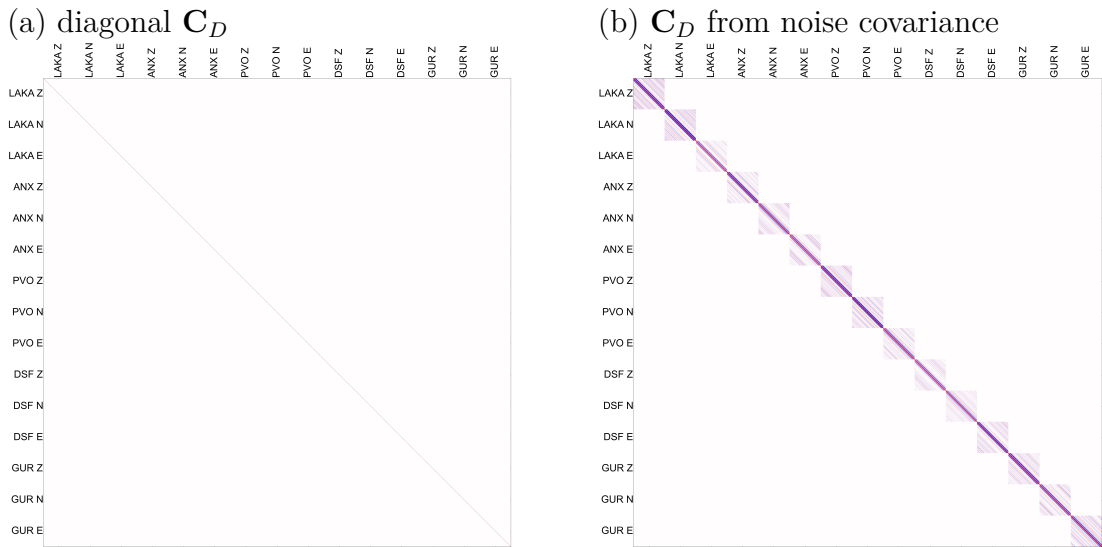 (a) diagonal C_D
LAKA Z LAKA N LAKA E ANX Z ANX N ANX E PVO Z PVO N PVO E DSF Z DSF N DSF E GUR Z GUR N GUR E
LAKA Z
LAKA N
LAKA E
ANX Z
ANX N
ANX E
PVO Z
PVO N
PVO E
DSF Z
DSF N
DSF E
GUR Z
GUR N
GUR E
(b) C_D from noise covariance
LAKA Z LAKA N LAKA E ANX Z ANX N ANX E PVO Z PVO N PVO E DSF Z DSF N DSF E GUR Z GUR N GUR E
LAKA Z
LAKA N
LAKA E
ANX Z
ANX N
ANX E
PVO Z
PVO N
PVO E
DSF Z
DSF N
DSF E
GUR Z
GUR N
GUR E